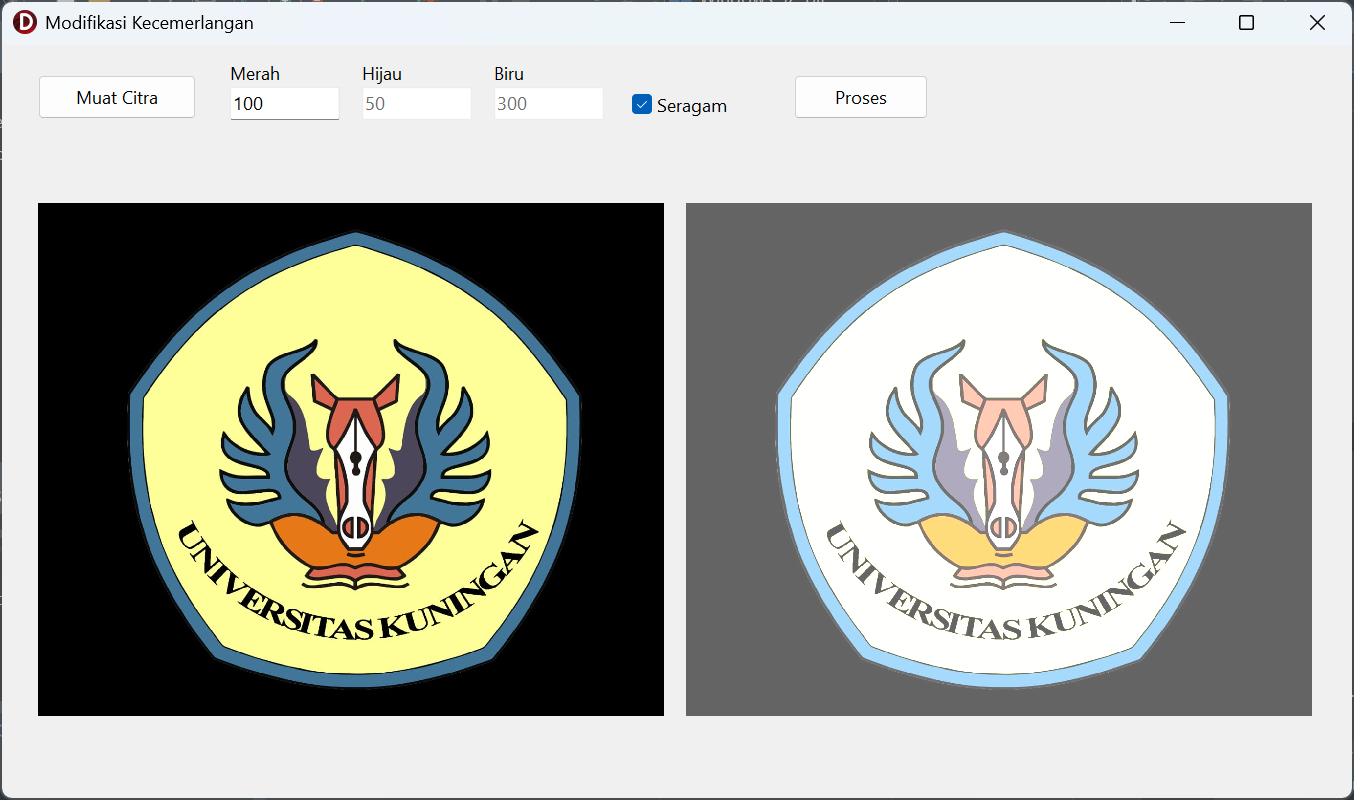 Modifikasi Kecemerlangan
Muat Citra
Merah
100
Hijau
50
Biru
300
Seragam
Proses
UNIVERSITAS KUNINGAN
UNIVERSITAS KUNINGAN